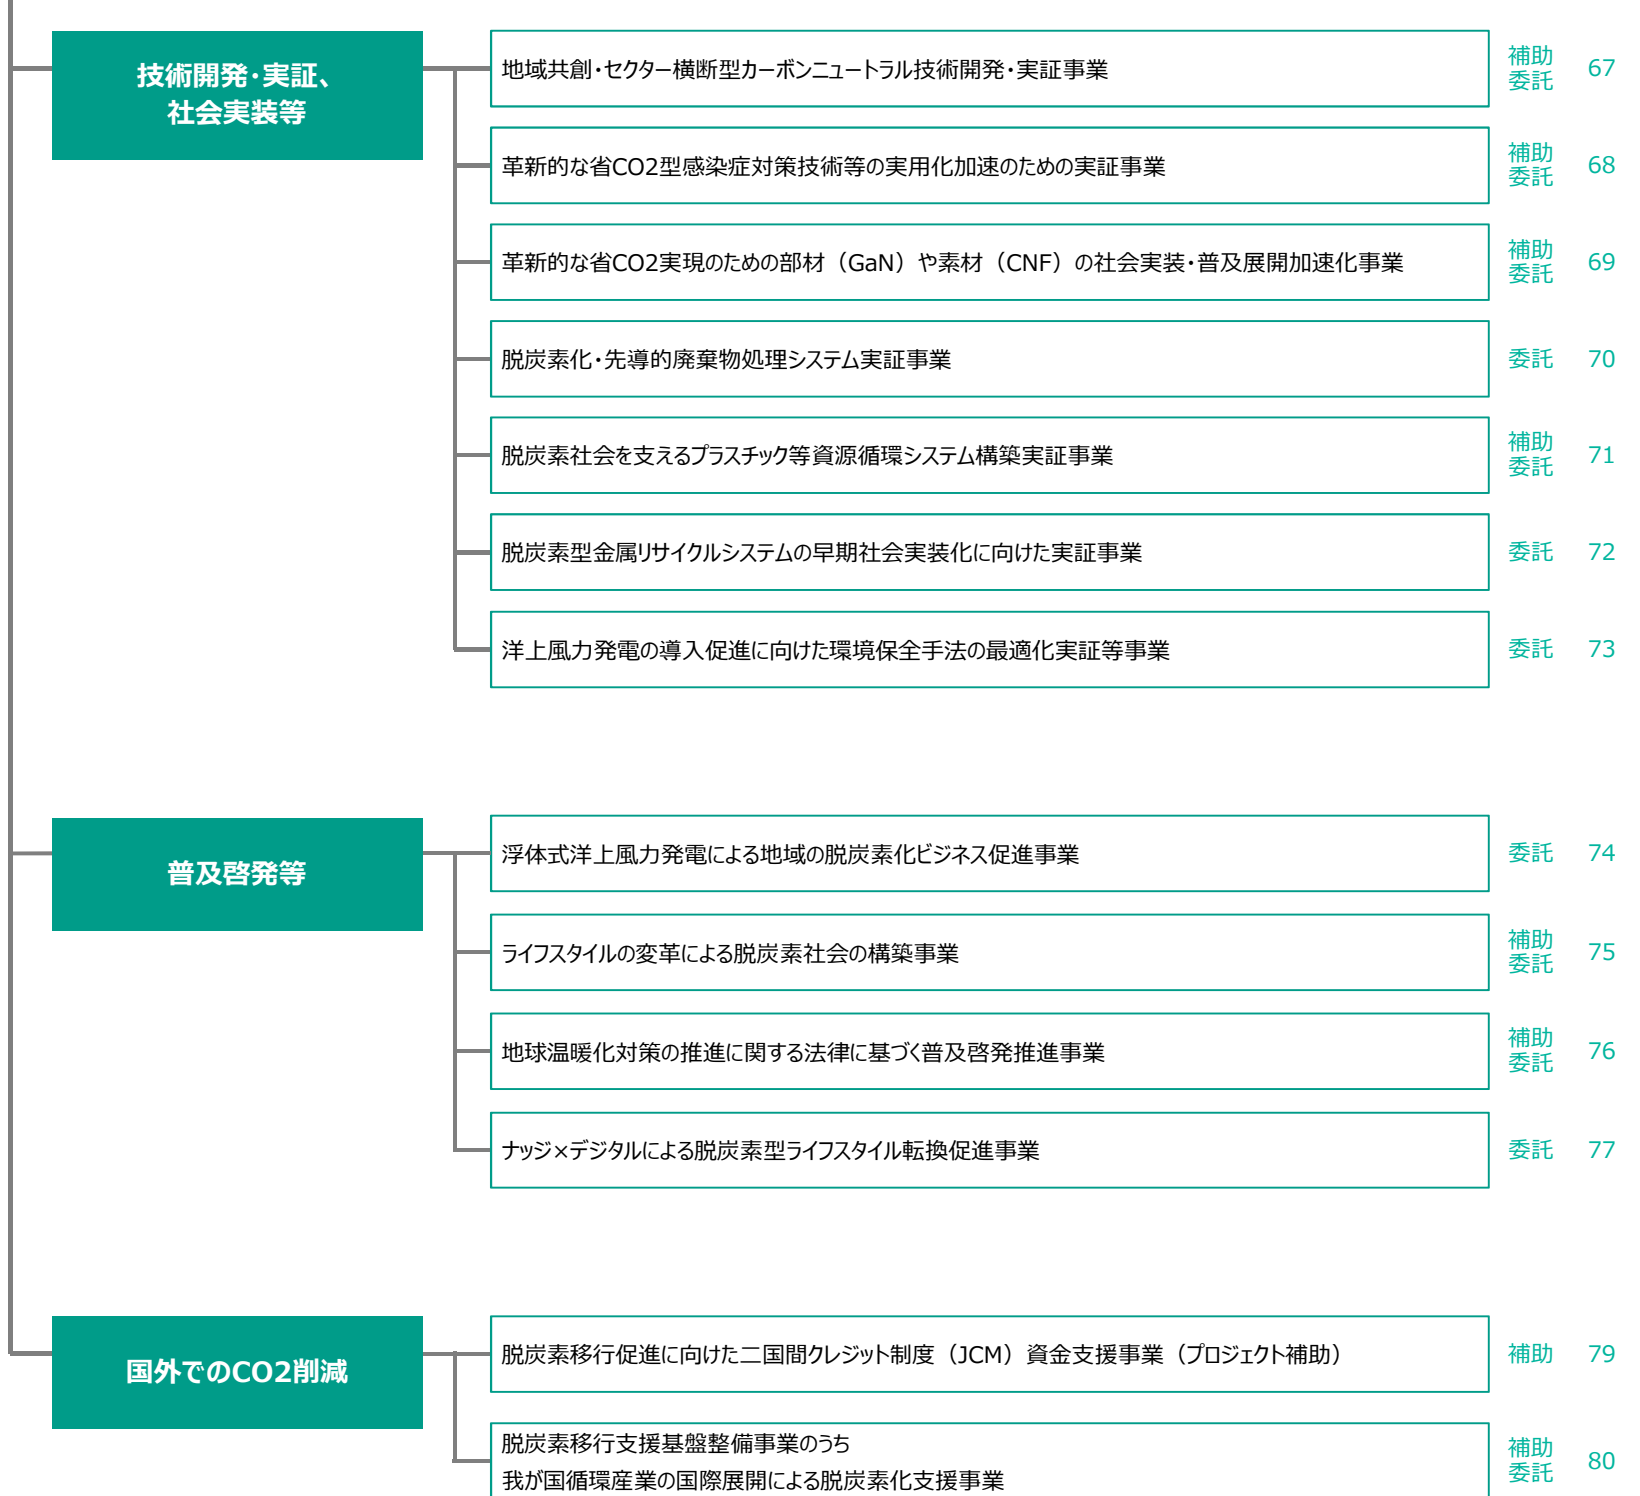 技術開発・実証、
社会実装等
地域共創・セクター横断型カーボンニュートラル技術開発・実証事業
補助
委託
67
革新的な省CO2型感染症対策技術等の実用化加速のための実証事業
補助
委託
68
革新的な省CO2実現のための部材（GaN）や素材（CNF）の社会実装・普及展開加速化事業
補助
委託
69
脱炭素化・先導的廃棄物処理システム実証事業
委託
70
脱炭素社会を支えるプラスチック等資源循環システム構築実証事業
補助
委託
71
脱炭素型金属リサイクルシステムの早期社会実装化に向けた実証事業
委託
72
洋上風力発電の導入促進に向けた環境保全手法の最適化実証等事業
委託
73
普及啓発等
浮体式洋上風力発電による地域の脱炭素化ビジネス促進事業
委託
74
ライフスタイルの変革による脱炭素社会の構築事業
補助
委託
75
地球温暖化対策の推進に関する法律に基づく普及啓発推進事業
補助
委託
76
ナッジ×デジタルによる脱炭素型ライフスタイル転換促進事業
委託
77
国外でのCO2削減
脱炭素移行促進に向けた二国間クレジット制度（JCM）資金支援事業（プロジェクト補助）
補助
79
脱炭素移行支援基盤整備事業のうち
我が国循環産業の国際展開による脱炭素化支援事業
補助
委託
80